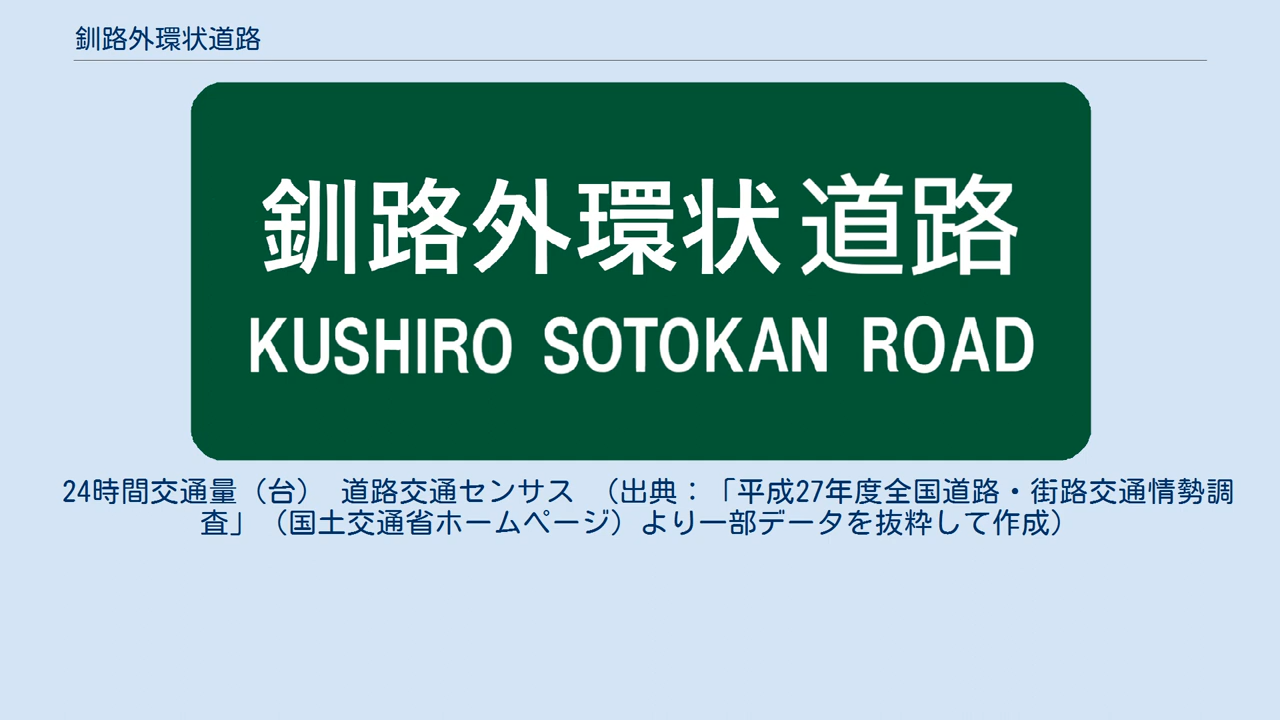 釧路外環状道路
釧路外環状道路
KUSHIRO SOTOKAN ROAD
24時間交通量（台） 道路交通センサス （出典：「平成27年度全国道路・街路交通情勢調
査」（国土交通省ホームページ）より一部データを抜粋して作成）